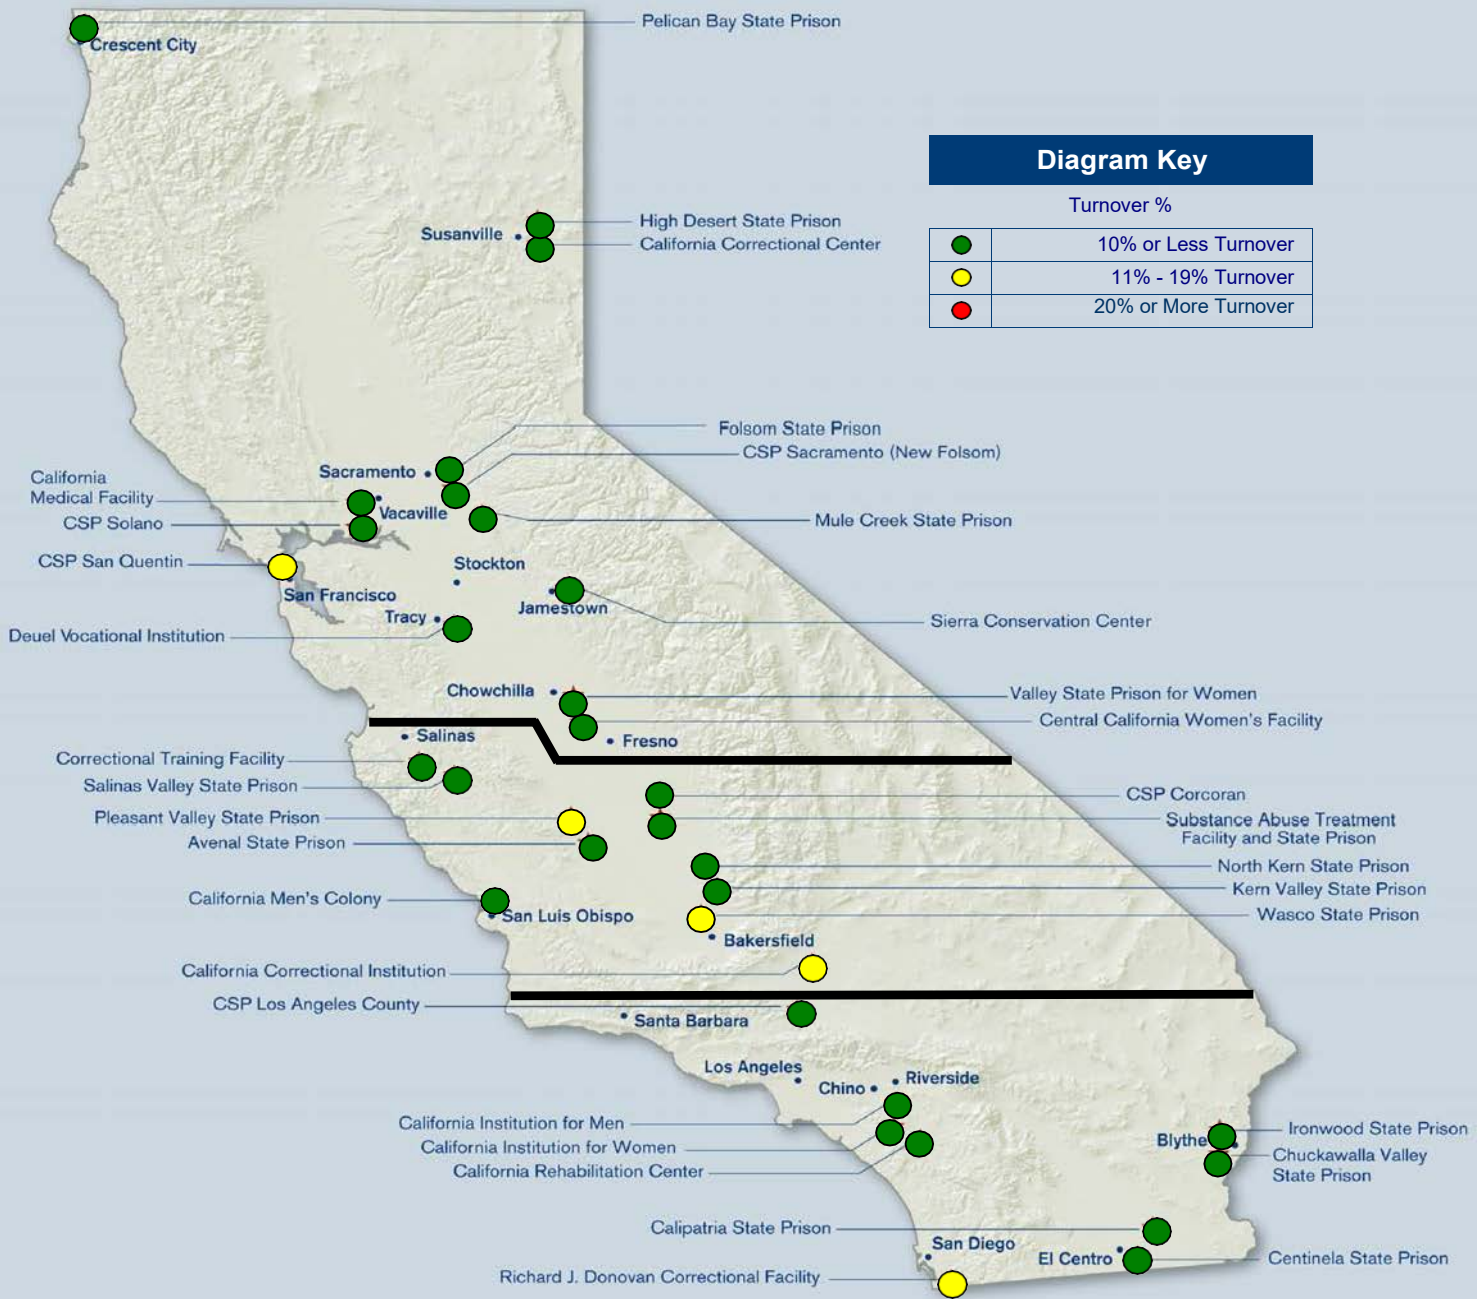 Pelican Bay State Prison
Crescent City
Diagram Key
Turnover %
10% or Less Turnover
11% - 19% Turnover
20% or More Turnover
High Desert State Prison
Susanville
California Correctional Center
Folsom State Prison
CSP Sacramento (New Folsom)
Sacramento
California
Medical Facility
Vacaville
CSP Solano
Mule Creek State Prison
CSP San Quentin
Stockton
San Francisco
Jamestown
Tracy
Sierra Conservation Center
Deuel Vocational Institution
Chowchilla
Valley State Prison for Women
Central California Women's Facility
Salinas
Fresno
Correctional Training Facility
Salinas Valley State Prison
CSP Corcoran
Pleasant Valley State Prison
Substance Abuse Treatment
Facility and State Prison
Avenal State Prison
North Kern State Prison
Kern Valley State Prison
California Men's Colony
San Luis Obispo
Wasco State Prison
Bakersfield
California Correctional Institution
CSP Los Angeles County
Santa Barbara
Los Angeles
Chino
Riverside
California Institution for Men
California Institution for Women
California Rehabilitation Center
Blythe
Ironwood State Prison
Chuckawalla Valley
State Prison
Calipatria State Prison
San Diego
El Centro
Centinela State Prison
Richard J. Donovan Correctional Facility